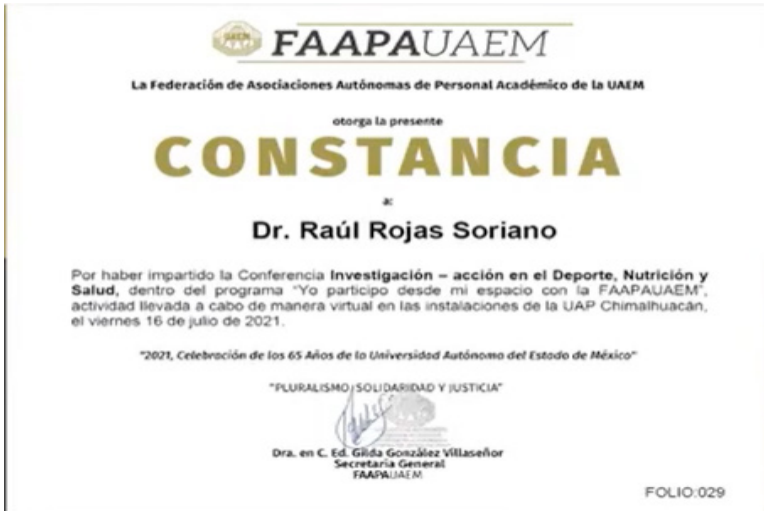 FAAPAUAEM
La Federación de Asociaciones Autónomas de Personal Académico de la UAEM
otorga la presente
CONSTANCIA
a:
Dr. Raúl Rojas Soriano
Por haber impartido la Conferencia Investigación – acción en el Deporte, Nutrición y
Salud, dentro del programa "Yo participo desde mi espacio con la FAAPAUAEM",
actividad llevada a cabo de manera virtual en las instalaciones de la UAP Chimalhuacán,
el viernes 16 de julio de 2021.
"2021, Celebración de los 65 Años de la Universidad Autónoma del Estado de México"
"PLURALISMO, SOLIDARIDAD Y JUSTICIA"
Dra. en C. Ed. Gilda González Villaseñor
Secretaria General
FAAPAUAEM
FOLIO:029